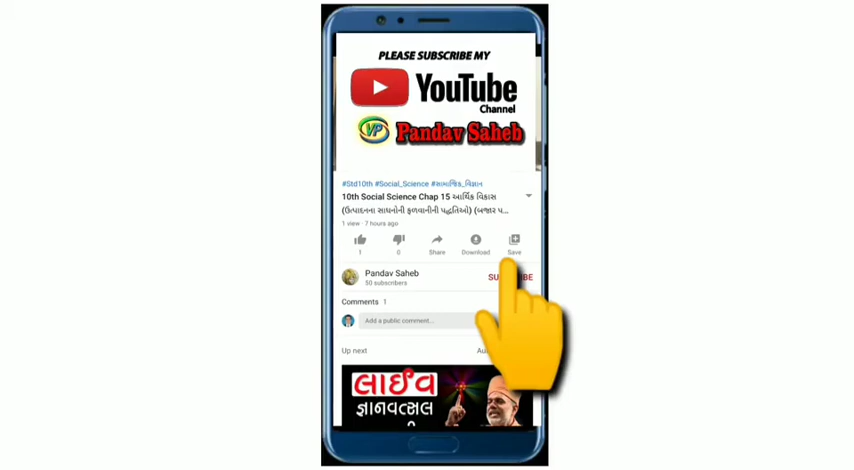 PLEASE SUBSCRIBE MY
YouTube
Channel
VP Pandav Saheb
#Std10th #Social_Science #સામાજિક_વિજ્ઞાન
10th Social Science Chap 15 આર્થિક વિકાસ
(ઉત્પાદનના સાધનોની ફળવાનીની પદ્ધતિઓ) (બજાર પ...
1 view · 7 hours ago
1 0 Share Download Save
Pandav Saheb
50 subscribers
Comments 1
Add a public comment...
Up next
લાઈવ
જ્ઞાનવત્સલ